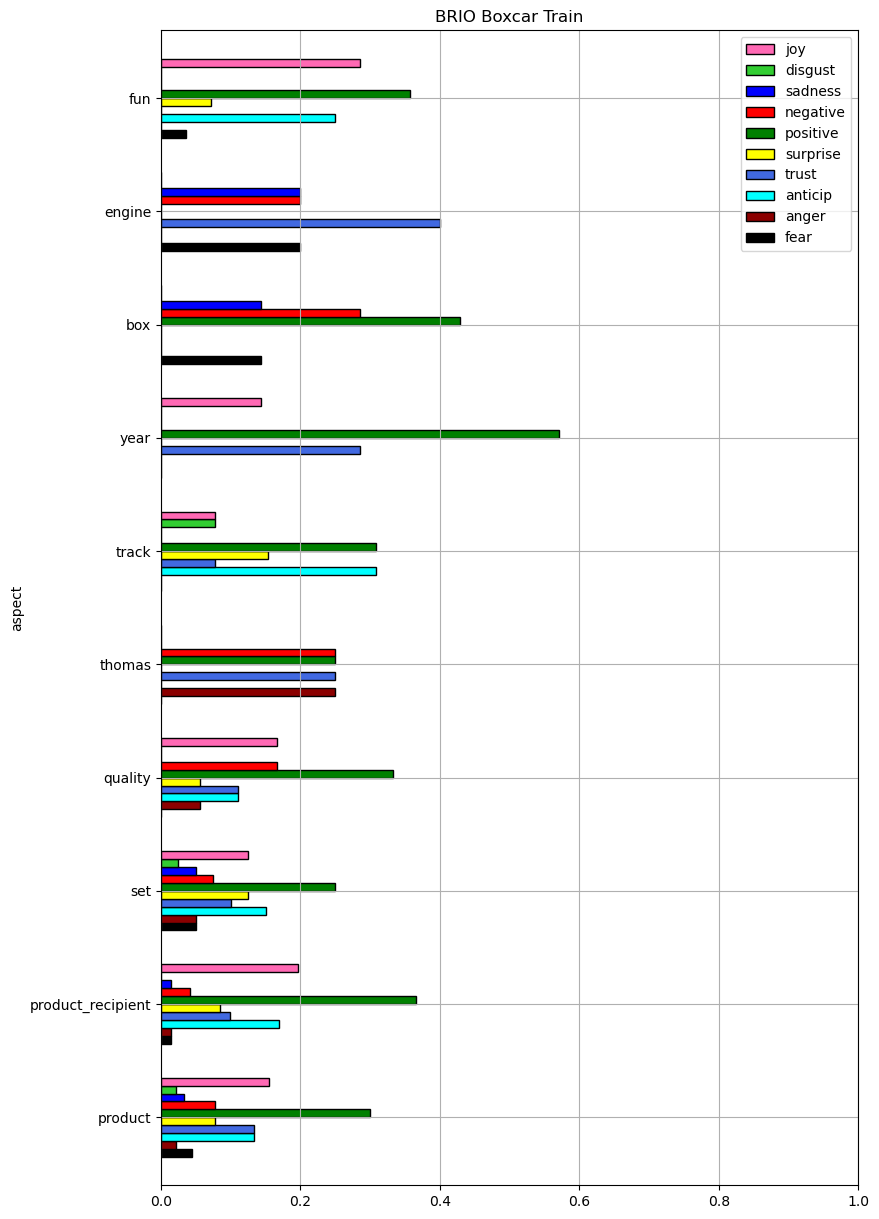 BRIO Boxcar Train
joy
disgust
sadness
negative
positive
surprise
trust
anticip
anger
fear
fun
engine
box
year
track
thomas
quality
set
product_recipient
product
aspect
0.0 0.2 0.4 0.6 0.8 1.0